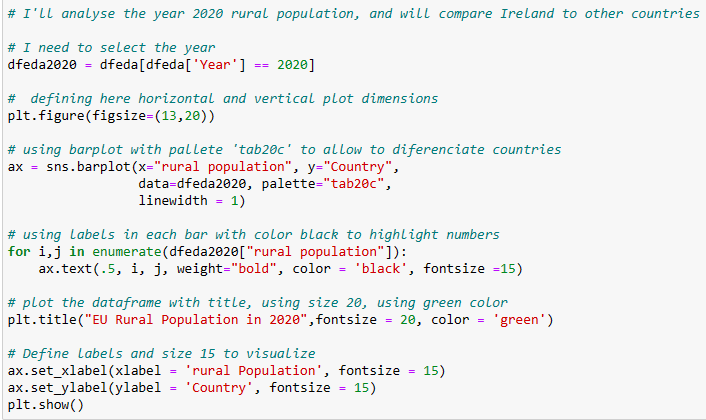 # I'll analyse the year 2020 rural population, and will compare Ireland to other countries
# I need to select the year
dfeda2020 = dfeda[dfeda['Year'] == 2020]
#  defining here horizontal and vertical plot dimensions
plt.figure(figsize=(13,20))
# using barplot with pallete 'tab20c' to allow to diferenciate countries
ax = sns.barplot(x="rural population", y="Country",
                 data=dfeda2020, palette="tab20c",
                 linewidth = 1)
# using labels in each bar with color black to highlight numbers
for i,j in enumerate(dfeda2020["rural population"]):
    ax.text(.5, i, j, weight="bold", color = 'black', fontsize =15)
# plot the dataframe with title, using size 20, using green color
plt.title("EU Rural Population in 2020",fontsize = 20, color = 'green')
# Define labels and size 15 to visualize
ax.set_xlabel(xlabel = 'rural Population', fontsize = 15)
ax.set_ylabel(ylabel = 'Country', fontsize = 15)
plt.show()